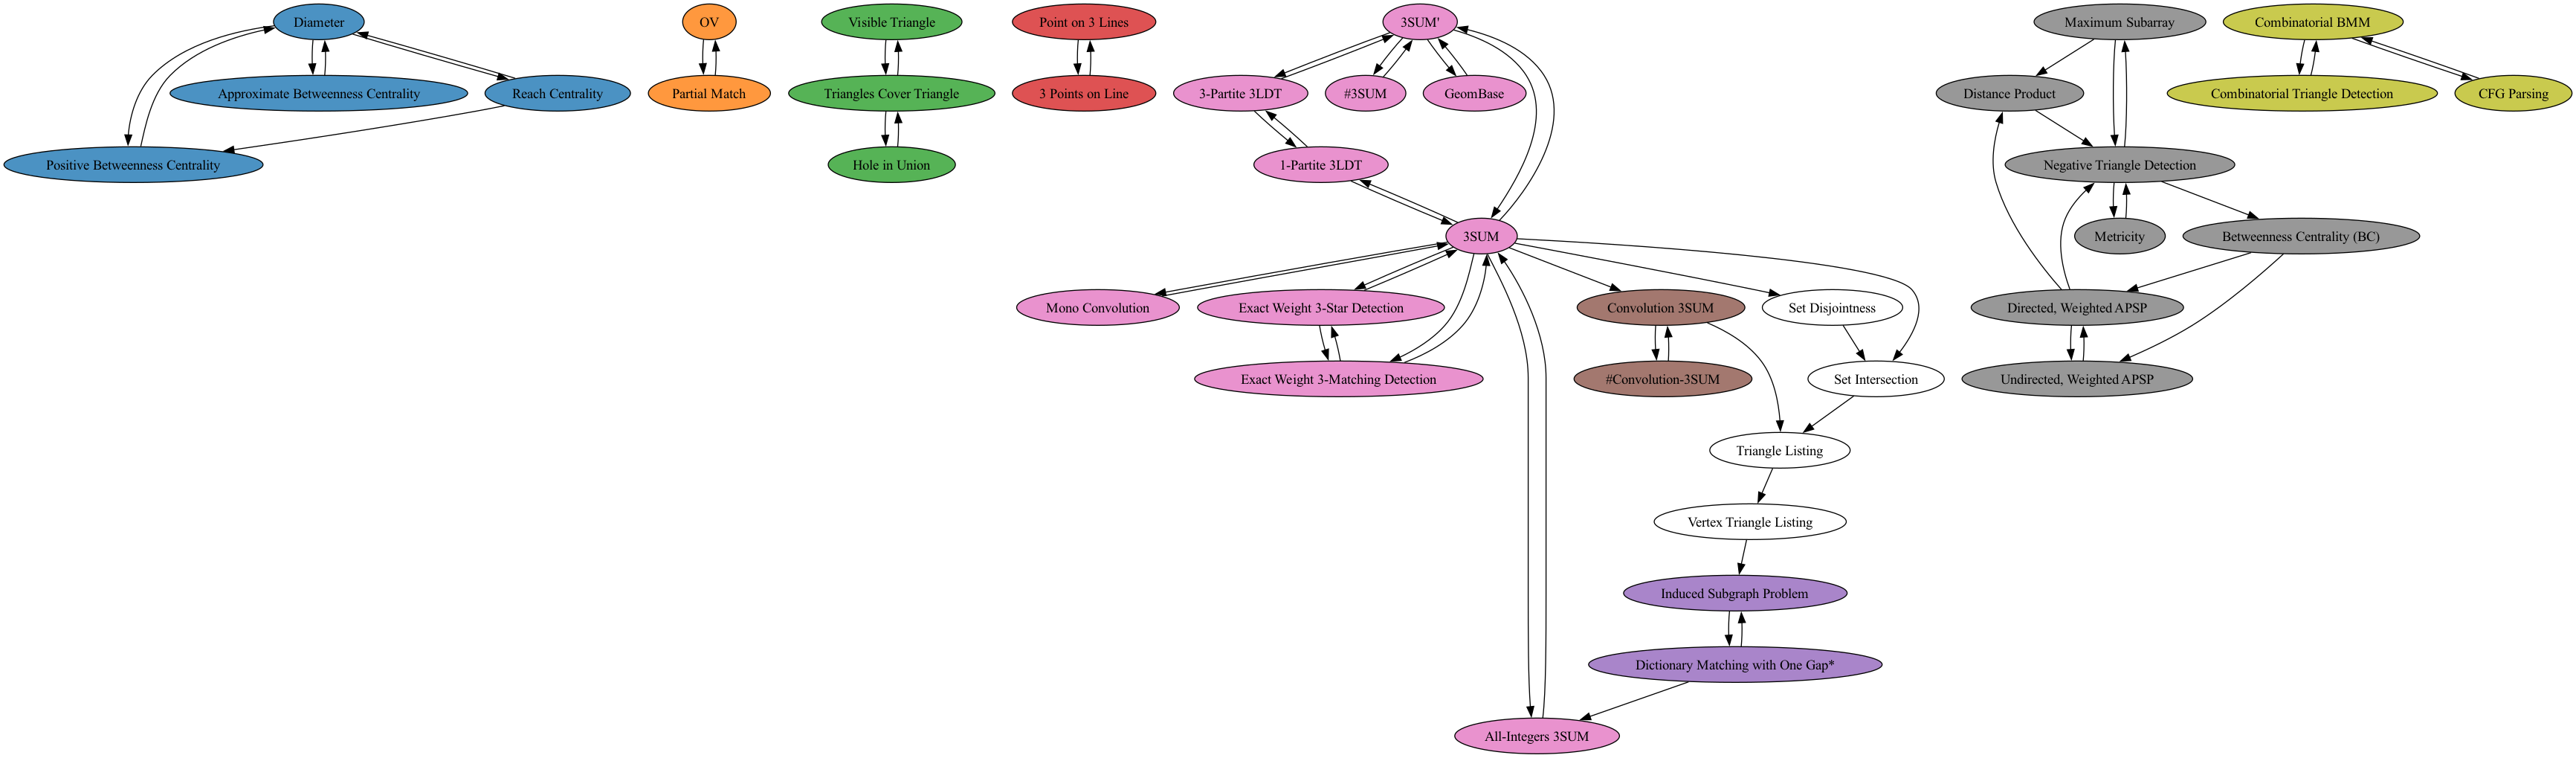 Diameter
OV
Visible Triangle
Point on 3 Lines
3SUM'
Maximum Subarray
Combinatorial BMM
Approximate Betweenness Centrality
Reach Centrality
Partial Match
Triangles Cover Triangle
3 Points on Line
3-Partite 3LDT
#3SUM
GeomBase
Distance Product
Combinatorial Triangle Detection
CFG Parsing
Positive Betweenness Centrality
Hole in Union
1-Partite 3LDT
Negative Triangle Detection
3SUM
Metricity
Betweenness Centrality (BC)
Mono Convolution
Exact Weight 3-Star Detection
Convolution 3SUM
Set Disjointness
Directed, Weighted APSP
Exact Weight 3-Matching Detection
#Convolution-3SUM
Set Intersection
Undirected, Weighted APSP
Triangle Listing
Vertex Triangle Listing
Induced Subgraph Problem
Dictionary Matching with One Gap*
All-Integers 3SUM